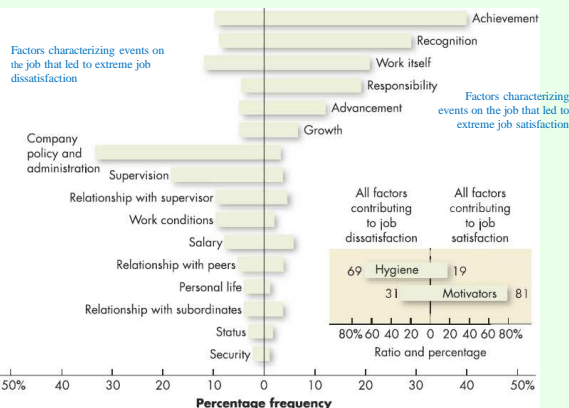 Achievement
Recognition
Factors characterizing events on
the job that led to extreme job
dissatisfaction
Work itself
Responsibility
Factors characterizing
events on the job that led to
extreme job satisfaction
Advancement
Growth
Company
policy and
administration
Supervision
Relationship with supervisor
Work conditions
Salary
Relationship with peers
Personal life
Relationship with subordinates
Status
Security
All factors
contributing
to job
dissatisfaction
All factors
contributing
to job
satisfaction
69 Hygiene 19
31 Motivators 81
80% 60 40 20 0 20 40 60 80%
Ratio and percentage
50% 40 30 20 10 0 10 20 30 40 50%
Percentage frequency